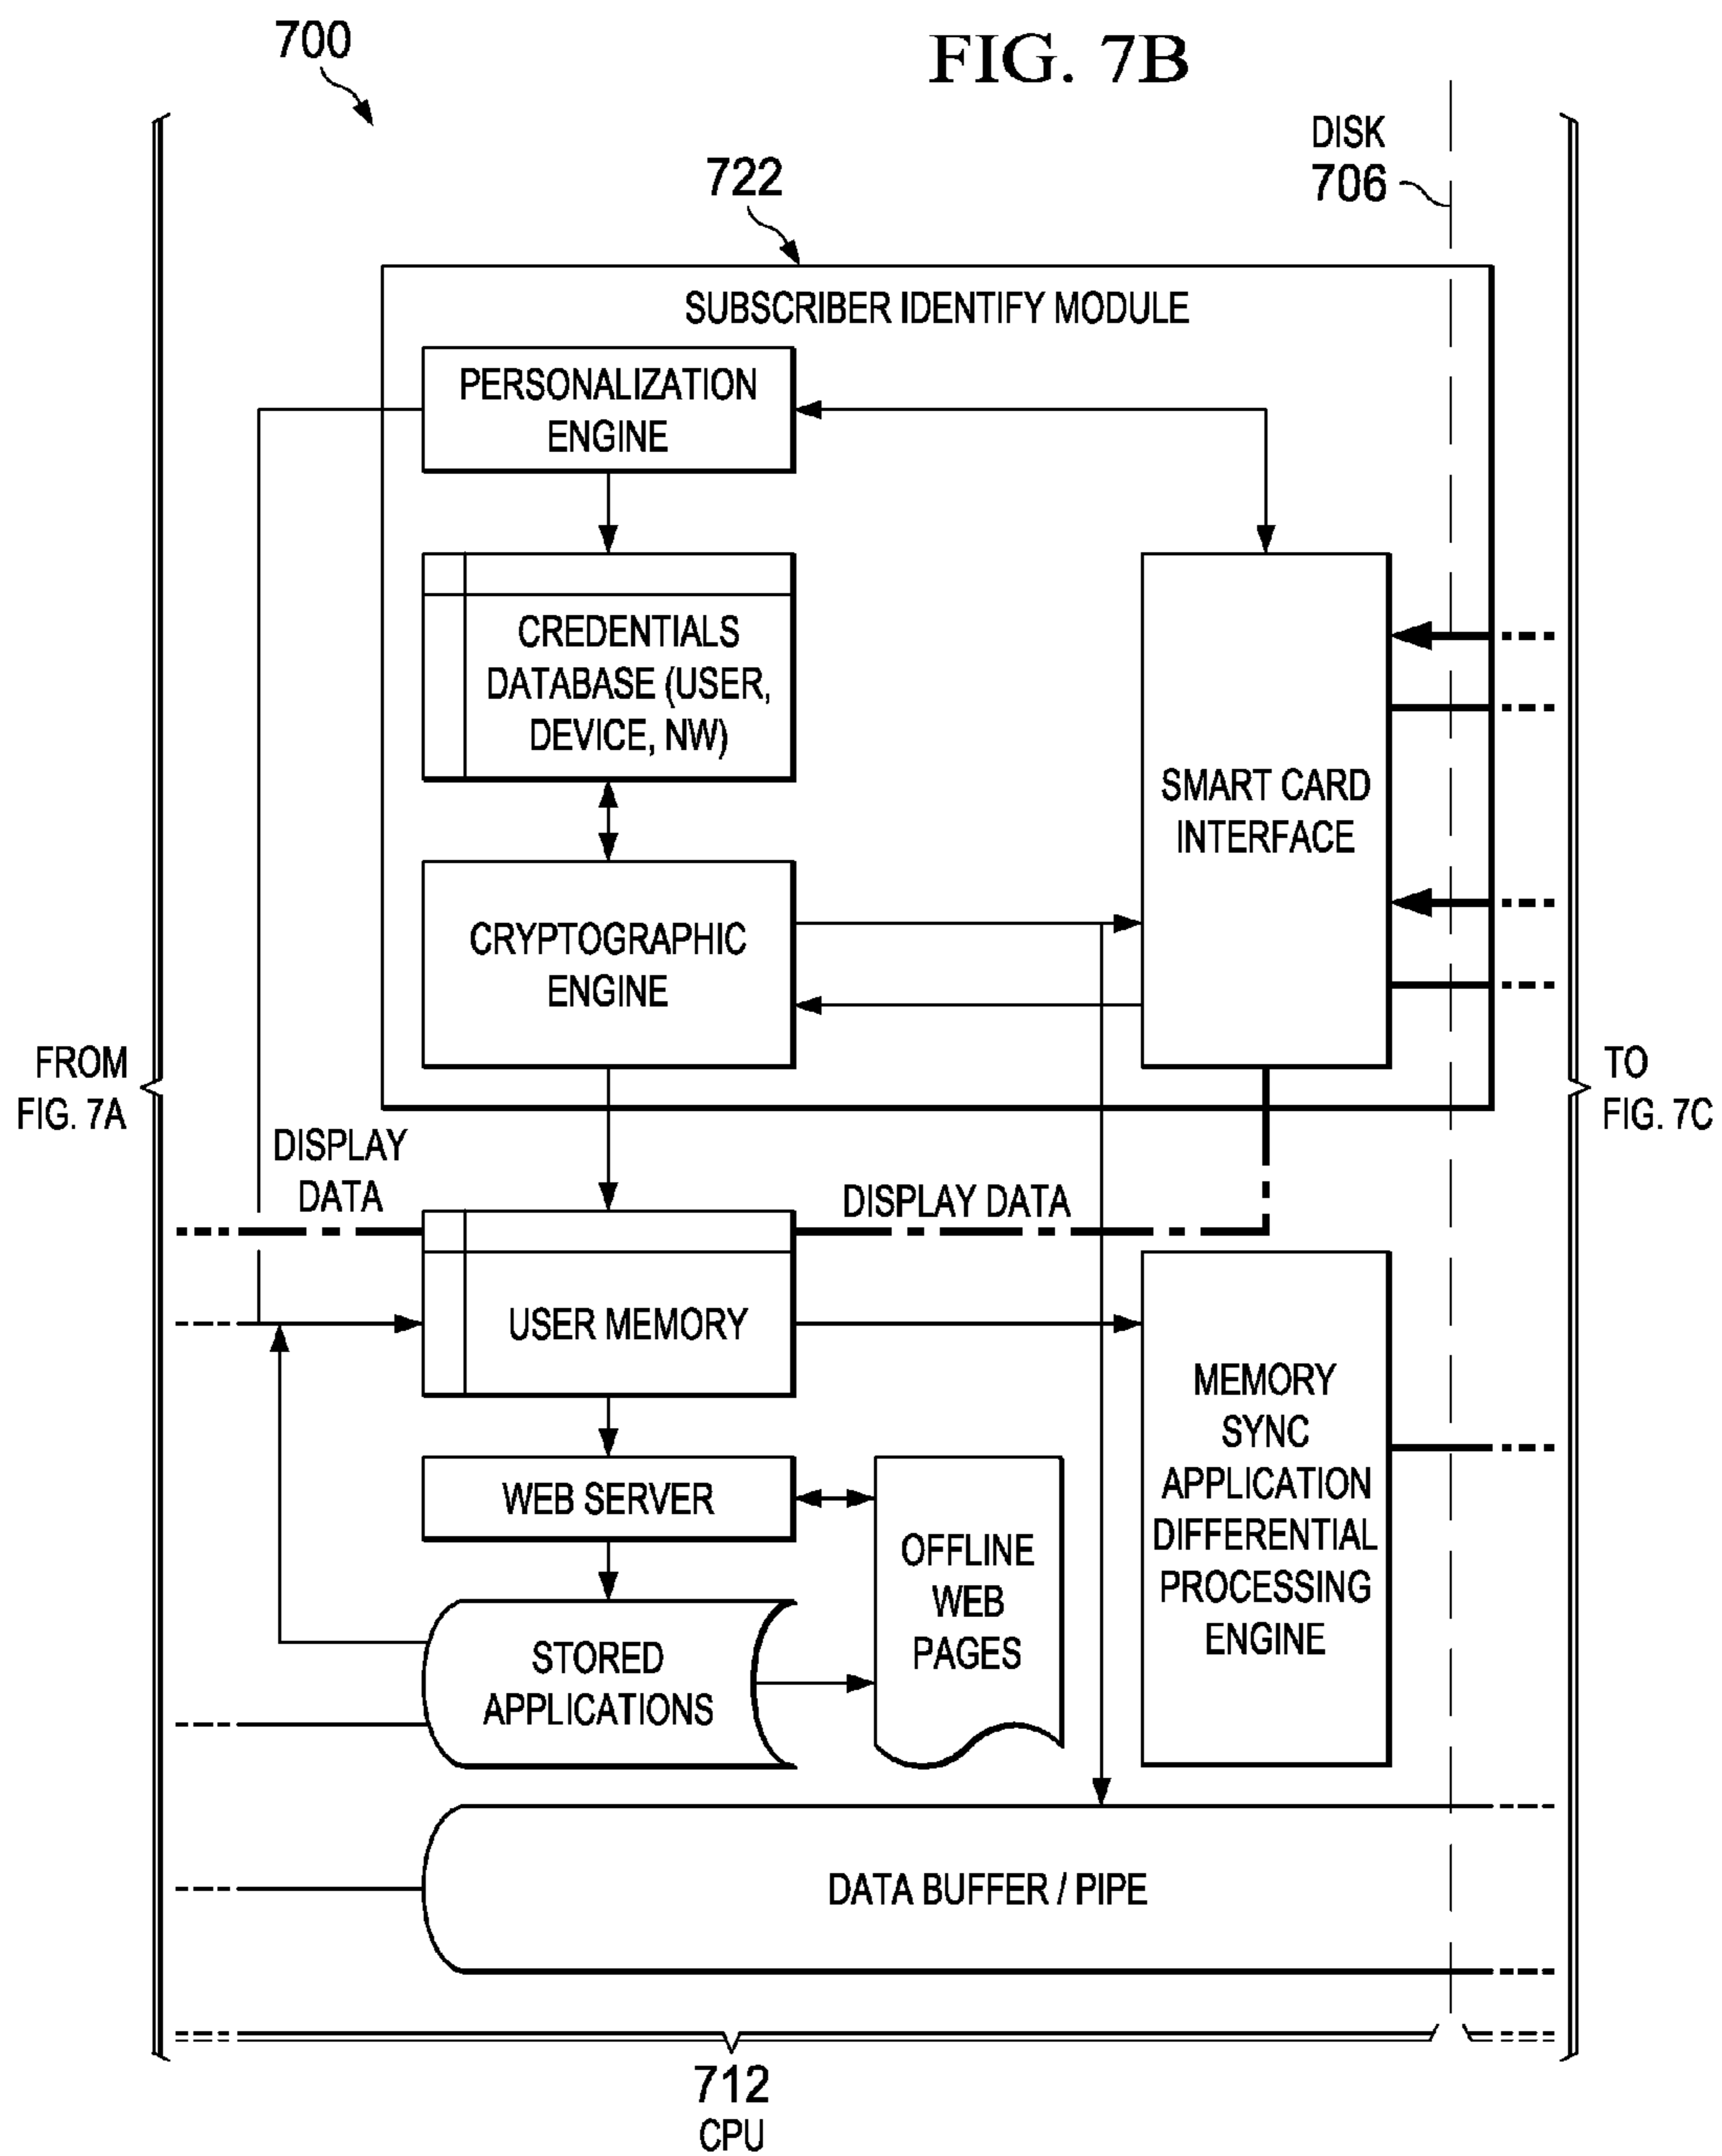 FIG. 7B
700
DISK
706
722
SUBSCRIBER IDENTIFY MODULE
PERSONALIZATION
ENGINE
CREDENTIALS
DATABASE (USER,
DEVICE, NW)
SMART CARD
INTERFACE
CRYPTOGRAPHIC
ENGINE
FROM
FIG. 7A
TO
FIG. 7C
DISPLAY
DATA
DISPLAY DATA
USER MEMORY
MEMORY
SYNC
APPLICATION
DIFFERENTIAL
PROCESSING
ENGINE
WEB SERVER
OFFLINE
WEB
PAGES
STORED
APPLICATIONS
DATA BUFFER / PIPE
712
CPU